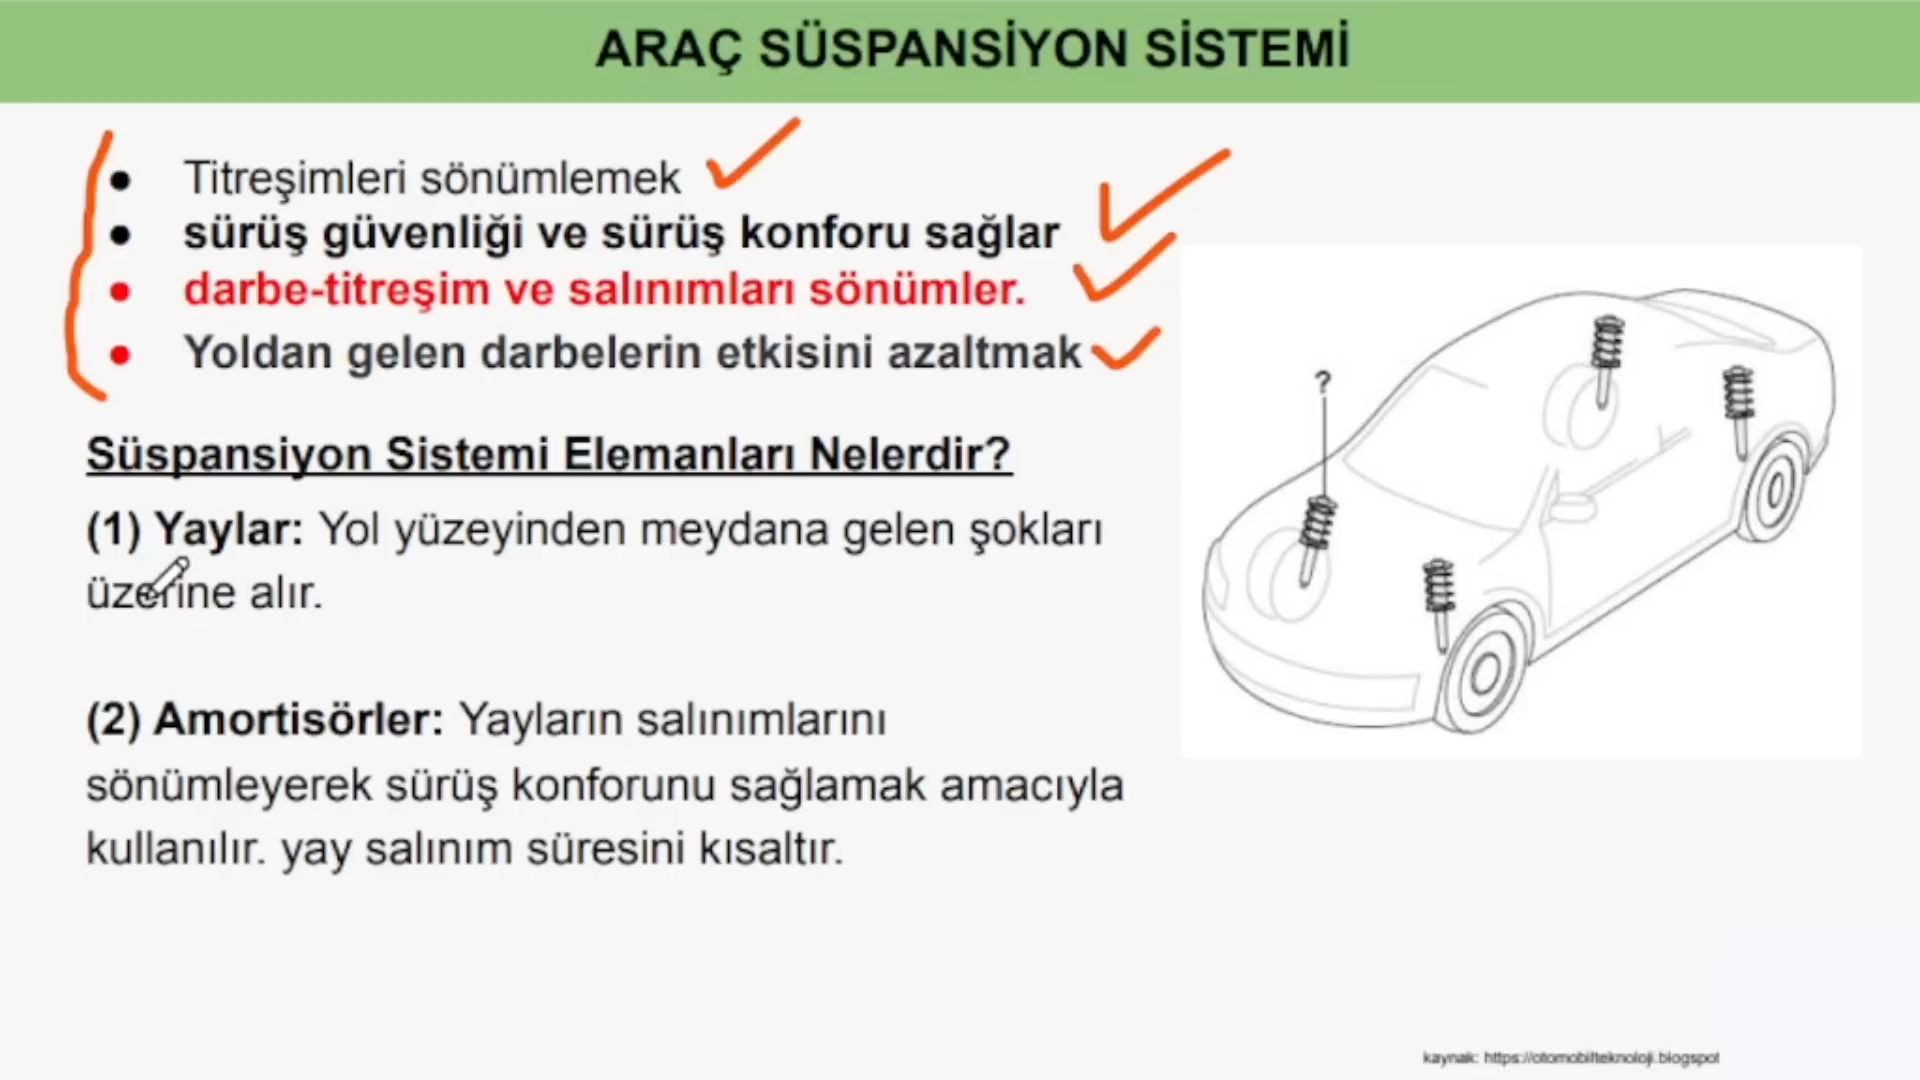 ARAÇ SÜSPANSİYON SİSTEMİ
● Titreşimleri sönümlemek
● sürüş güvenliği ve sürüş konforu sağlar
● darbe-titreşim ve salınımları sönümler.
● Yoldan gelen darbelerin etkisini azaltmak
?
Süspansiyon Sistemi Elemanları Nelerdir?
(1) Yaylar: Yol yüzeyinden meydana gelen şokları
üzerine alır.
(2) Amortisörler: Yayların salınımlarını
sönümleyerek sürüş konforunu sağlamak amacıyla
kullanılır. yay salınım süresini kısaltır.
kaynak: https://otomobilteknoloji.blogspot